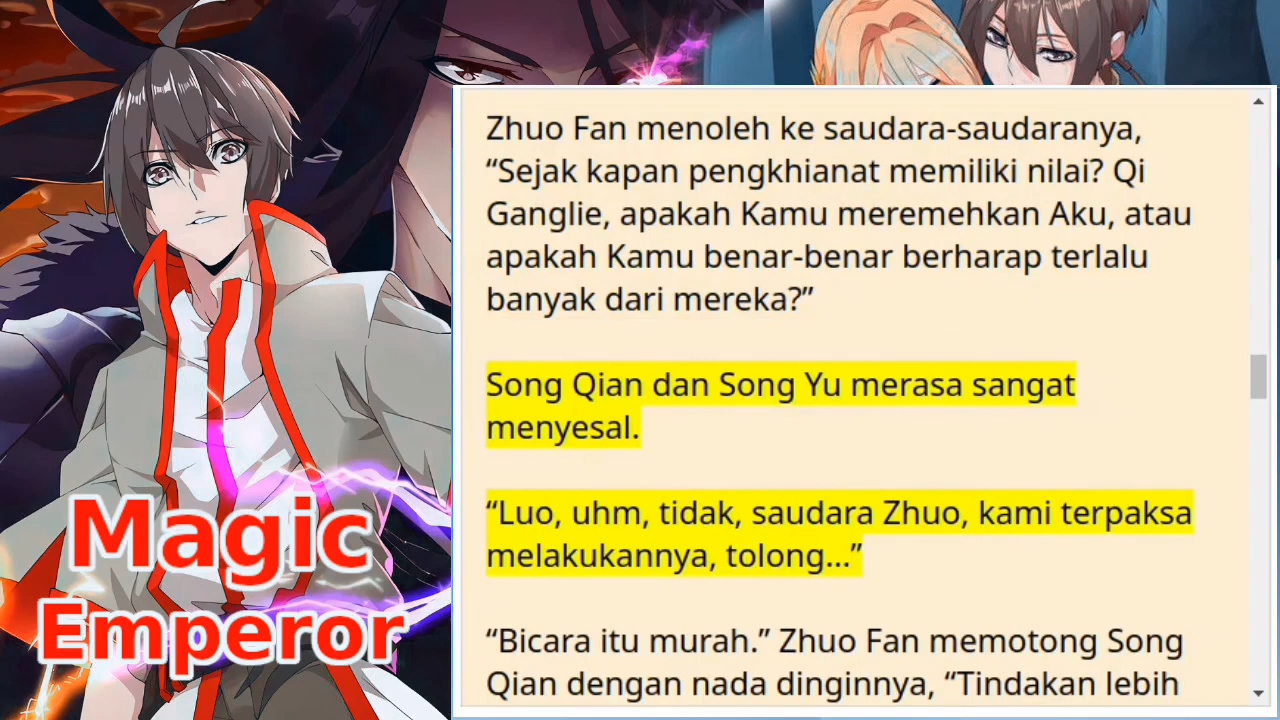 Magic
Emperor
Zhuo Fan menoleh ke saudara-saudaranya,
“Sejak kapan pengkhianat memiliki nilai? Qi
Ganglie, apakah Kamu meremehkan Aku, atau
apakah Kamu benar-benar berharap terlalu
banyak dari mereka?”
Song Qian dan Song Yu merasa sangat
menyesal.
“Luo, uhm, tidak, saudara Zhuo, kami terpaksa
melakukannya, tolong...”
“Bicara itu murah.” Zhuo Fan memotong Song
Qian dengan nada dinginnya, “Tindakan lebih